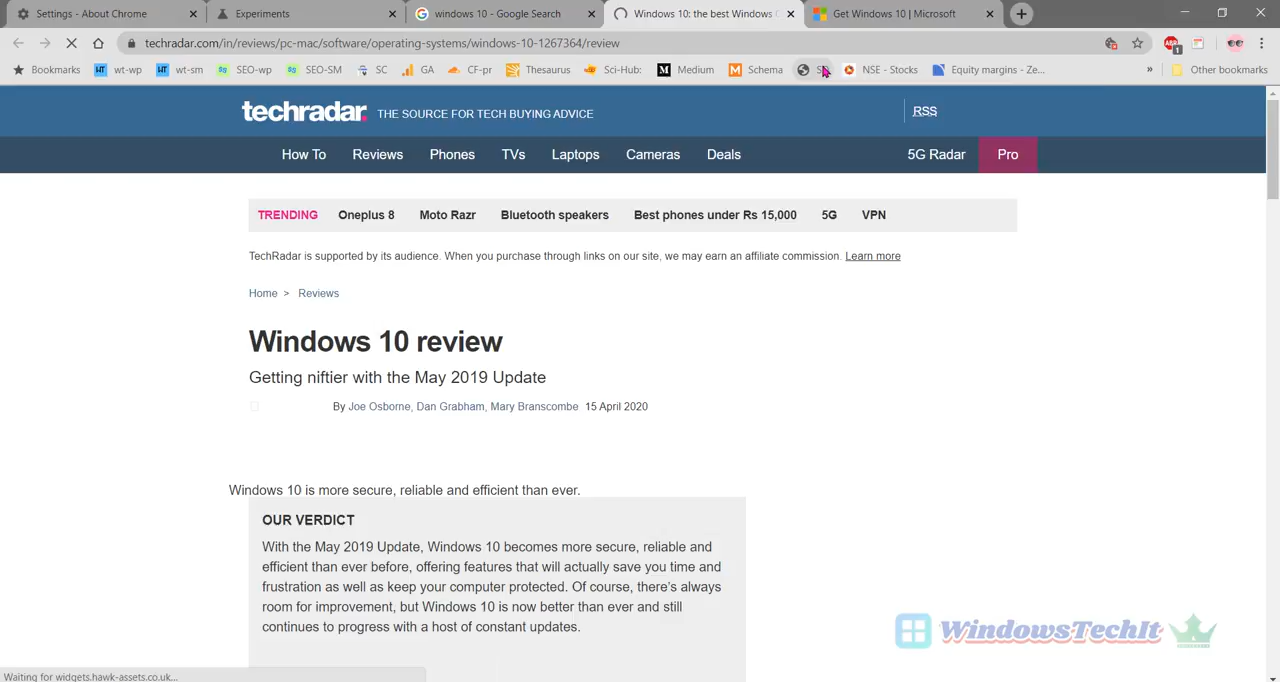 Settings - About Chrome
Experiments
windows 10 - Google Search
Windows 10: the best Windows
Get Windows 10 | Microsoft
techradar.com/in/reviews/pc-mac/software/operating-systems/windows-10-1267364/review
Bookmarks wt-wp wt-sm SEO-wp SEO-SM SC GA CF-pr Thesaurus Sci-Hub: Medium Schema NSE - Stocks Equity margins - Ze... » Other bookmarks
techradar. THE SOURCE FOR TECH BUYING ADVICE RSS
How To Reviews Phones TVs Laptops Cameras Deals 5G Radar Pro
TRENDING Oneplus 8 Moto Razr Bluetooth speakers Best phones under Rs 15,000 5G VPN
TechRadar is supported by its audience. When you purchase through links on our site, we may earn an affiliate commission. Learn more
Home > Reviews
Windows 10 review
Getting niftier with the May 2019 Update
By Joe Osborne, Dan Grabham, Mary Branscombe 15 April 2020
Windows 10 is more secure, reliable and efficient than ever.
OUR VERDICT
With the May 2019 Update, Windows 10 becomes more secure, reliable and
efficient than ever before, offering features that will actually save you time and
frustration as well as keep your computer protected. Of course, there's always
room for improvement, but Windows 10 is now better than ever and still
continues to progress with a host of constant updates.
WindowsTechIt
Waiting for widgets.hawk-assets.co.uk...